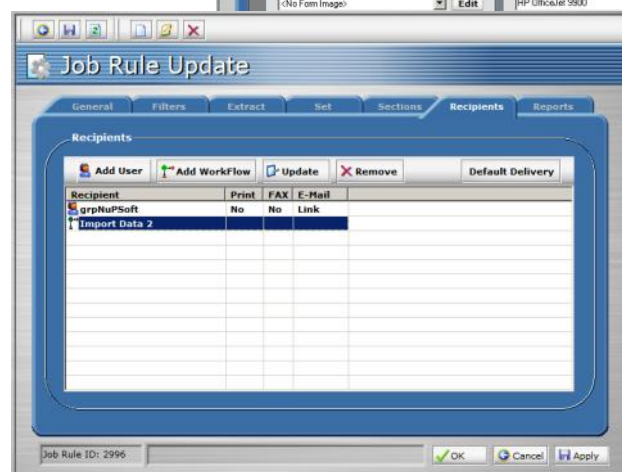 <No Form Image> Edit HP OfficeJet 9900
Job Rule Update
General Filters Extract Set Sections Recipients Reports
Recipients
Add User Add WorkFlow Update Remove Default Delivery
Recipient Print FAX E-Mail
grpNuPSoft No No Link
Import Data 2
Job Rule ID: 2996 OK Cancel Apply